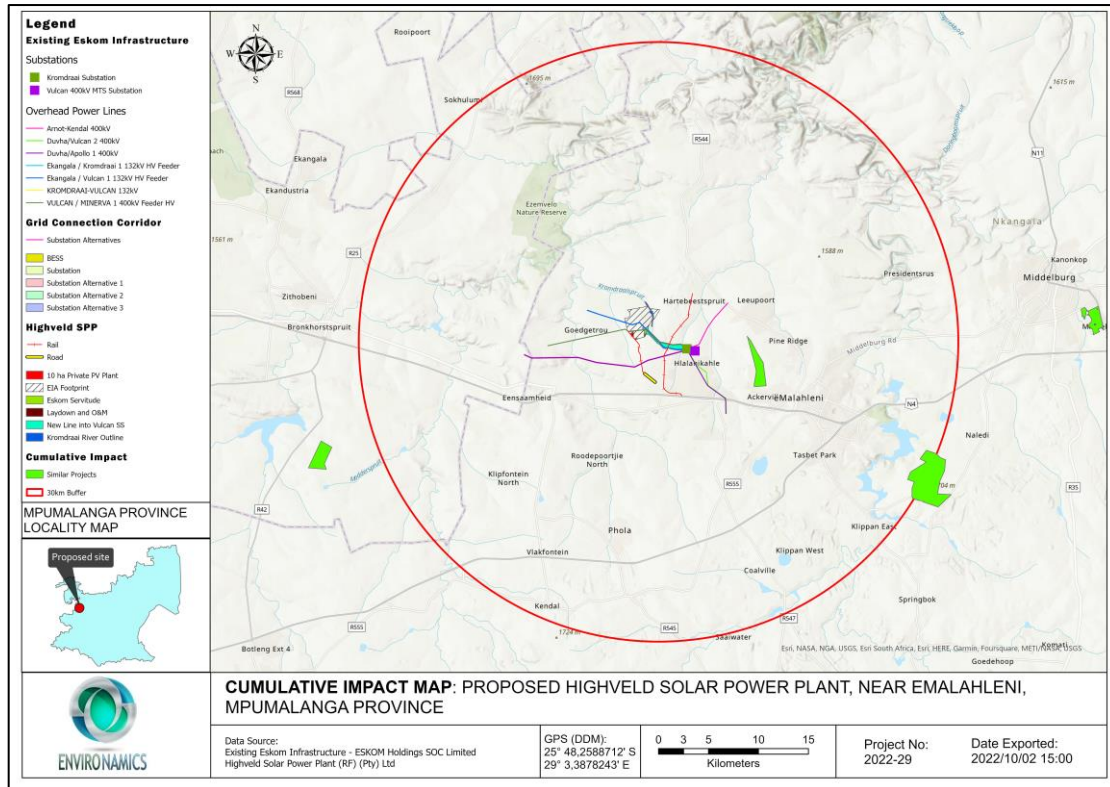 Legend
Existing Eskom Infrastructure
Substations
Kromdraai Substation
Vulcan 400kV MTS Substation
Overhead Power Lines
Arnot-Kendal 400kV
Duvha/Vulcan 2 400kV
Duvha/Apollo 1 400kV
Ekangala / Kromdraai 1 132kV HV Feeder
Ekangala / Vulcan 1 132kV HV Feeder
KROMDRAAI-VULCAN 132kV
VULCAN / MINERVA 1 400kV Feeder HV
Grid Connection Corridor
Substation Alternatives
BESS
Substation
Substation Alternative 1
Substation Alternative 2
Substation Alternative 3
Highveld SPP
Rail
Road
10 ha Private PV Plant
EIA Footprint
Eskom Servitude
Laydown and O&M
New Line into Vulcan SS
Kromdraai River Outline
Cumulative Impact
Similar Projects
30km Buffer
MPUMALANGA PROVINCE
LOCALITY MAP
Proposed site
ENVIRONAMICS
N
W E
S
Rooipoort
1695 m
1615 m
R568
Sokhulumi
R544
N11
Ekangala
Ekandustria
Ezemvelo
Nature Reserve
Nkangala
1561 m
R25
1588 m
Kanonkop
Presidentsrus
Middelburg
Zithobeni
Kromdraaispruit
Hartebeestspruit
Leeupoort
Bronkhorstspruit
Goedgetrou
Pine Ridge
Middelburg Rd
Hlalanikahle
Eensaamheid
Ackerville
eMalahleni
N4
Naledi
Roodepoortjie
North
Tasbet Park
Klipfontein
North
R555
R35
R42
Phola
Klippan East
Vlakfontein
Klippan West
Coalville
Kendal
Springbok
R547
R555
R545
1724 m
Saaiwater
Botleng Ext 4
Komati
Goedehoop
Esri, NASA, NGA, USGS, Esri South Africa, Esri, HERE, Garmin, Foursquare, METI/NASA, USGS
CUMULATIVE IMPACT MAP: PROPOSED HIGHVELD SOLAR POWER PLANT, NEAR EMALAHLENI,
MPUMALANGA PROVINCE
Data Source:
Existing Eskom Infrastructure - ESKOM Holdings SOC Limited
Highveld Solar Power Plant (RF) (Pty) Ltd
GPS (DDM):
25° 48,2588712' S
29° 3,3878243' E
0 3 5 10 15
Kilometers
Project No:
2022-29
Date Exported:
2022/10/02 15:00